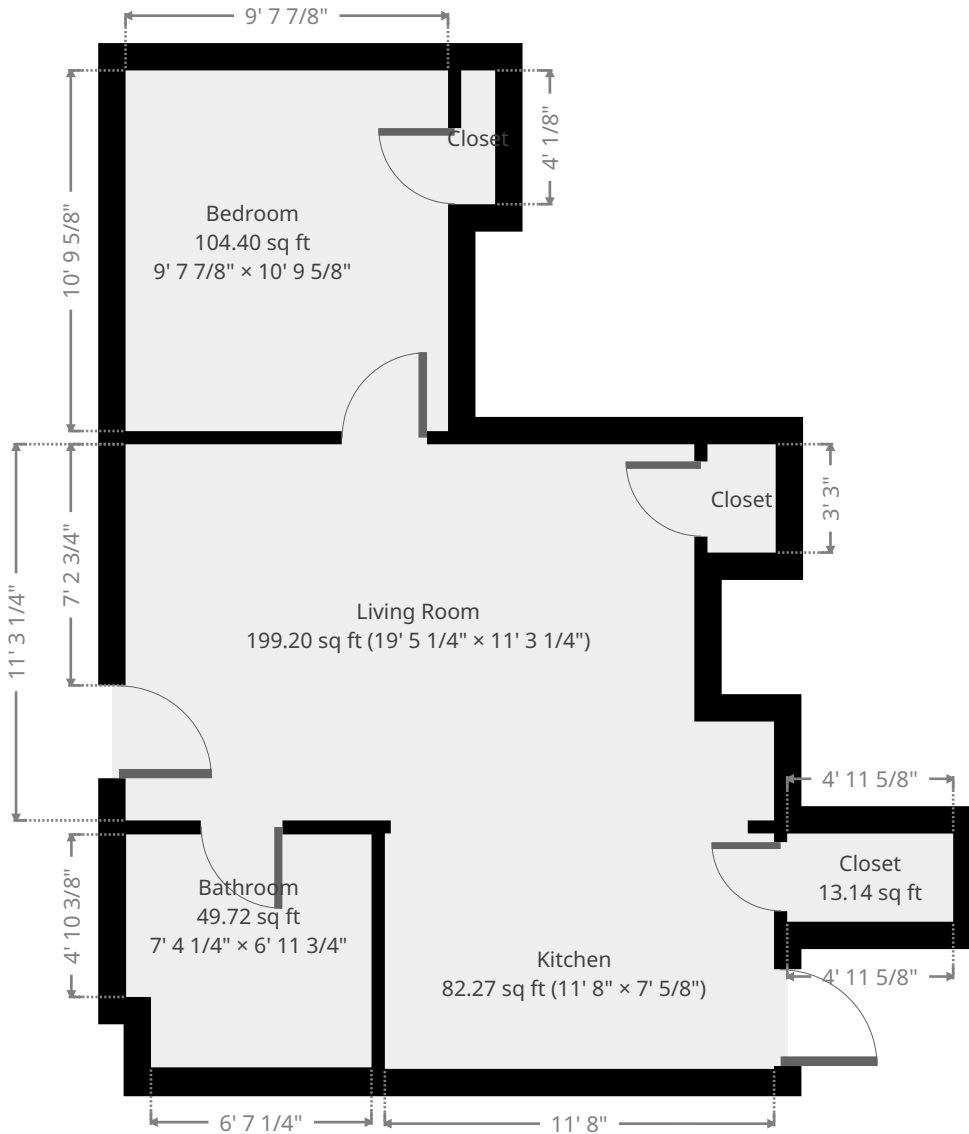 9' 7 7/8"
Closet
4' 1/8"
Bedroom
104.40 sq ft
9' 7 7/8" × 10' 9 5/8"
10' 9 5/8"
Closet
3' 3"
7' 2 3/4"
11' 3 1/4"
Living Room
199.20 sq ft (19' 5 1/4" × 11' 3 1/4")
4' 11 5/8"
Closet
13.14 sq ft
4' 10 3/8"
Bathroom
49.72 sq ft
7' 4 1/4" × 6' 11 3/4"
Kitchen
82.27 sq ft (11' 8" × 7' 5/8")
4' 11 5/8"
6' 7 1/4"
11' 8"